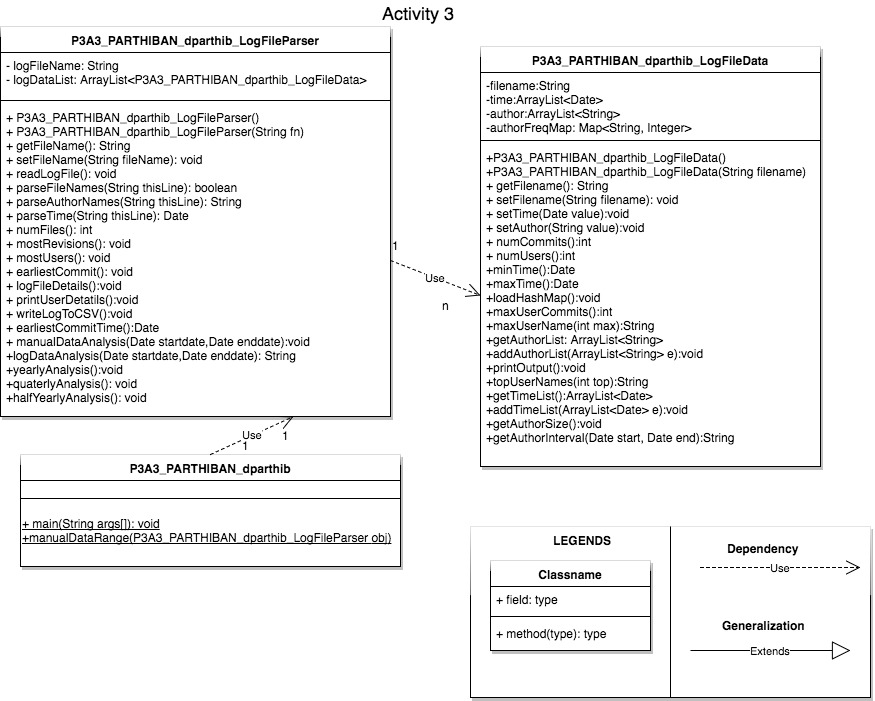 Activity 3
P3A3_PARTHIBAN_dparthib_LogFileParser
- logFileName: String
- logDataList: ArrayList<P3A3_PARTHIBAN_dparthib_LogFileData>
+ P3A3_PARTHIBAN_dparthib_LogFileParser()
+ P3A3_PARTHIBAN_dparthib_LogFileParser(String fn)
+ getFileName(): String
+ setFileName(String fileName): void
+ readLogFile(): void
+ parseFileNames(String thisLine): boolean
+ parseAuthorNames(String thisLine): String
+ parseTime(String thisLine): Date
+ numFiles(): int
+ mostRevisions(): void
+ mostUsers(): void
+ earliestCommit(): void
+ logFileDetails(): void
+ printUserDetatils():void
+ writeLogToCSV():void
+ earliestCommitTime():Date
+ manualDataAnalysis(Date startdate,Date enddate):void
+logDataAnalysis(Date startdate,Date enddate): String
+yearlyAnalysis():void
+quaterlyAnalysis(): void
+halfYearlyAnalysis(): void
1
Use
n
P3A3_PARTHIBAN_dparthib_LogFileData
-filename:String
-time:ArrayList<Date>
-author:ArrayList<String>
-authorFreqMap: Map<String, Integer>
+P3A3_PARTHIBAN_dparthib_LogFileData()
+P3A3_PARTHIBAN_dparthib_LogFileData(String filename)
+ getFilename(): String
+ setFilename(String filename): void
+ setTime(Date value):void
+ setAuthor(String value):void
+ numCommits():int
+ numUsers():int
+minTime():Date
+maxTime():Date
+loadHashMap():void
+maxUserCommits():int
+maxUserName(int max):String
+getAuthorList: ArrayList<String>
+addAuthorList(ArrayList<String> e):void
+printOutput():void
+topUserNames(int top):String
+getTimeList():ArrayList<Date>
+addTimeList(ArrayList<Date> e):void
+getAuthorSize():void
+getAuthorInterval(Date start, Date end):String
Use
1
1
P3A3_PARTHIBAN_dparthib
+ main(String args[]): void
+manualDataRange(P3A3_PARTHIBAN_dparthib_LogFileParser obj)
LEGENDS
Classname
+ field: type
+ method(type): type
Dependency
Use
Generalization
Extends